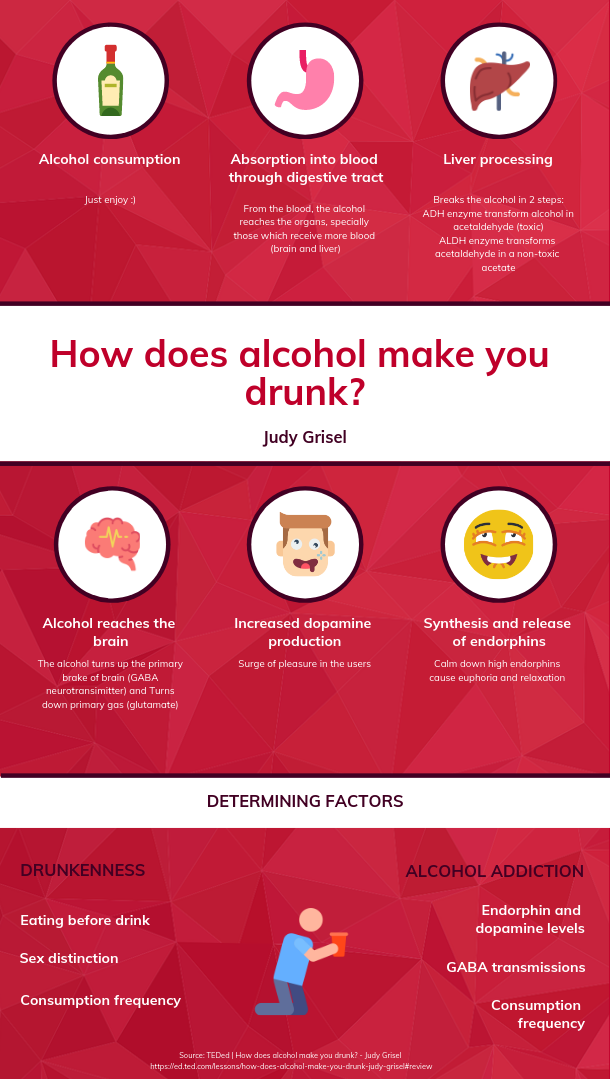 Alcohol consumption
Just enjoy :)
Absorption into blood
through digestive tract
From the blood, the alcohol
reaches the organs, specially
those which receive more blood
(brain and liver)
Liver processing
Breaks the alcohol in 2 steps:
ADH enzyme transform alcohol in
acetaldehyde (toxic)
ALDH enzyme transforms
acetaldehyde in a non-toxic
acetate
How does alcohol make you
drunk?
Judy Grisel
Alcohol reaches the
brain
The alcohol turns up the primary
brake of brain (GABA
neurotransimitter) and Turns
down primary gas (glutamate)
Increased dopamine
production
Surge of pleasure in the users
Synthesis and release
of endorphins
Calm down high endorphins
cause euphoria and relaxation
DETERMINING FACTORS
DRUNKENNESS
Eating before drink
Sex distinction
Consumption frequency
ALCOHOL ADDICTION
Endorphin and
dopamine levels
GABA transmissions
Consumption
frequency
Source: TEDed | How does alcohol make you drunk? - Judy Grisel
https://ed.ted.com/lessons/how-does-alcohol-make-you-drunk-judy-grisel#review